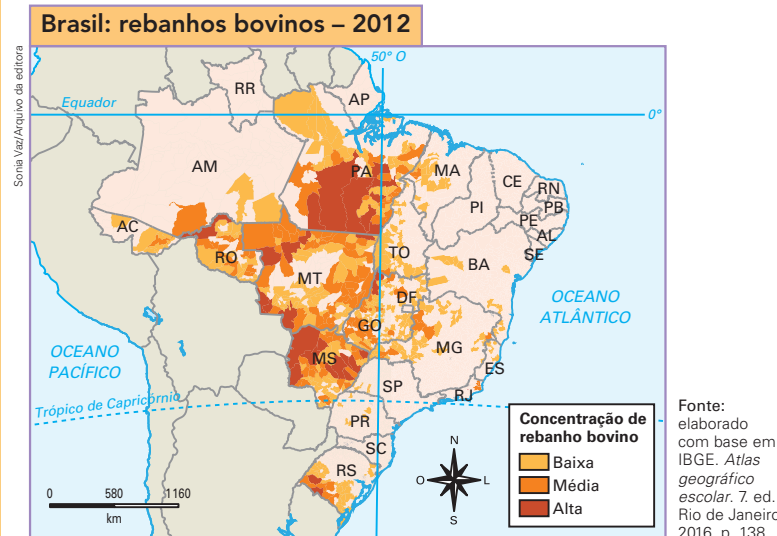 Brasil: rebanhos bovinos – 2012
Sonia Vaz/Arquivo da editora
50° O
Equador
0°
RR
AP
AM
PA
MA
CE
RN
PB
PI
PE
AL
SE
AC
RO
TO
BA
MT
DF
GO
MG
ES
MS
SP
RJ
PR
SC
RS
OCEANO
PACÍFICO
OCEANO
ATLÂNTICO
Trópico de Capricórnio
0 580 1 160
km
N
O L
S
Concentração de
rebanho bovino
Baixa
Média
Alta
Fonte:
elaborado
com base em
IBGE. Atlas
geográfico
escolar. 7. ed.
Rio de Janeiro
2016. p. 138